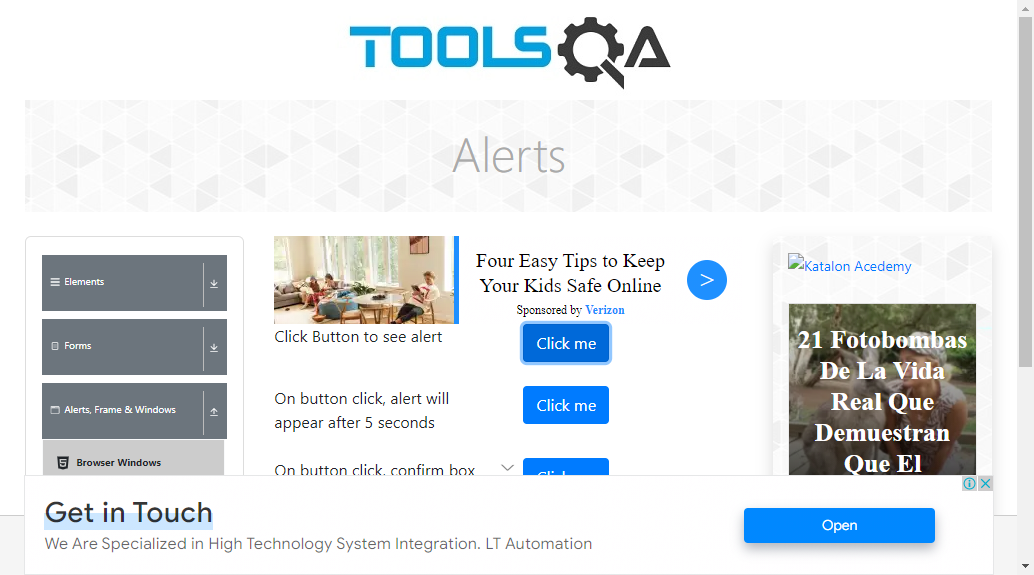 TOOLSQA
Alerts
Elements
Forms
Alerts, Frame & Windows
Browser Windows
Four Easy Tips to Keep
Your Kids Safe Online
Sponsored by Verizon
>
Click Button to see alert
Click me
On button click, alert will
appear after 5 seconds
Click me
On button click, confirm box
Click me
Katalon Acedemy
21 Fotobombas
De La Vida
Real Que
Demuestran
Que El
Get in Touch
We Are Specialized in High Technology System Integration. LT Automation
Open